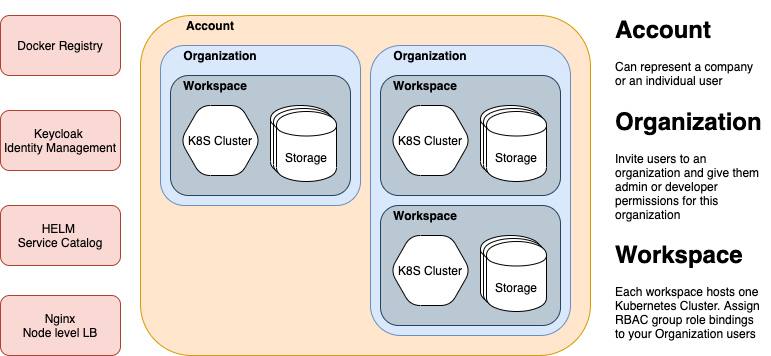 Docker Registry
Keycloak
Identity Management
HELM
Service Catalog
Nginx
Node level LB
Account
Organization
Workspace
K8S Cluster
Storage
Organization
Workspace
K8S Cluster
Storage
Workspace
K8S Cluster
Storage
Account
Can represent a company
or an individual user
Organization
Invite users to an
organization and give them
admin or developer
permissions for this
organization
Workspace
Each workspace hosts one
Kubernetes Cluster. Assign
RBAC group role bindings
to your Organization users